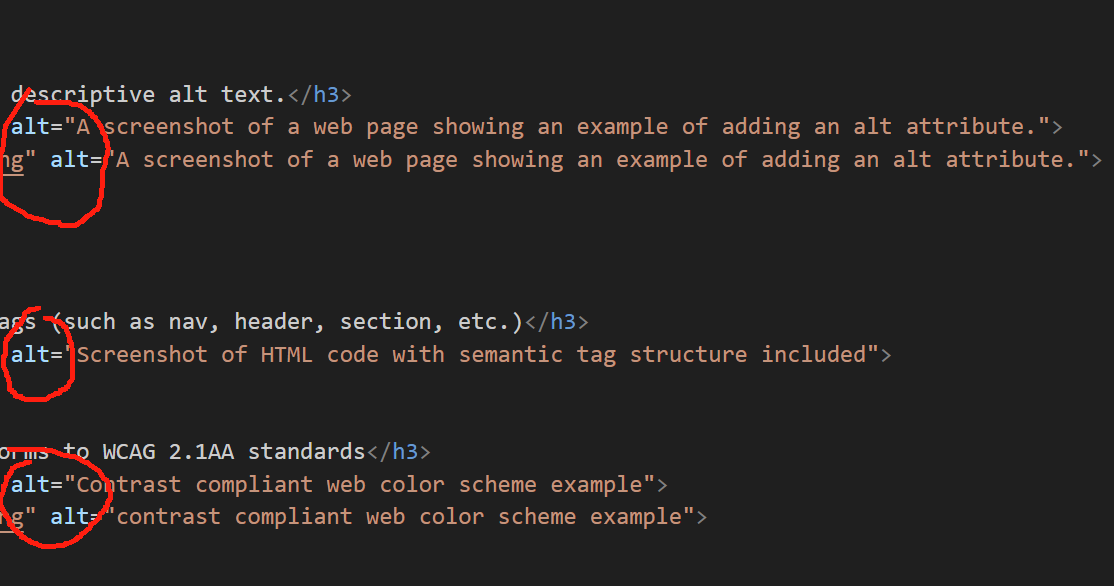 descriptive alt text.</h3>
alt="A screenshot of a web page showing an example of adding an alt attribute.">
ng" alt="A screenshot of a web page showing an example of adding an alt attribute.">
ags (such as nav, header, section, etc.)</h3>
alt="Screenshot of HTML code with semantic tag structure included">
orms to WCAG 2.1AA standards</h3>
alt="Contrast compliant web color scheme example">
ng" alt="contrast compliant web color scheme example">